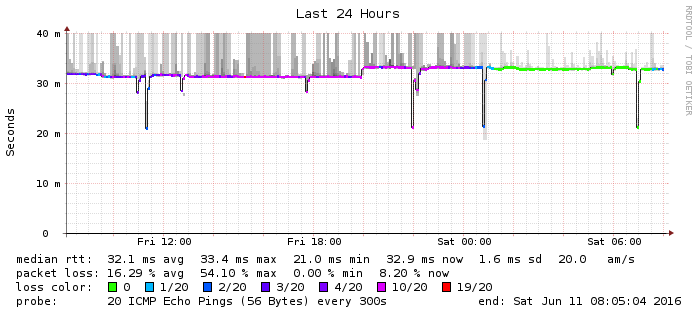 Last 24 Hours
RRDTOOL / TOBI OETIKER
Seconds
40 m
30 m
20 m
10 m
0
Fri 12:00 Fri 18:00 Sat 00:00 Sat 06:00
median rtt: 32.1 ms avg 33.4 ms max 21.0 ms min 32.9 ms now 1.6 ms sd 20.0 am/s
packet loss: 16.29 % avg 54.10 % max 0.00 % min 8.20 % now
loss color: 0 1/20 2/20 3/20 4/20 10/20 19/20
probe: 20 ICMP Echo Pings (56 Bytes) every 300s end: Sat Jun 11 08:05:04 2016